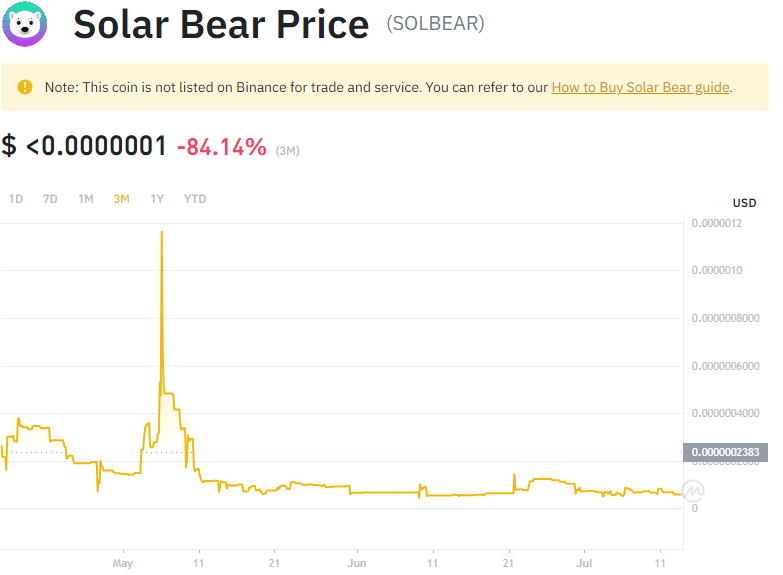 Solar Bear Price (SOLBEAR)
Note: This coin is not listed on Binance for trade and service. You can refer to our How to Buy Solar Bear guide.
$ <0.0000001 -84.14% (3M)
1D 7D 1M 3M 1Y YTD
USD
0.0000012
0.0000010
0.0000008000
0.0000006000
0.0000004000
0.0000002383
0.0000002000
0
May 11 21 Jun 11 21 Jul 11